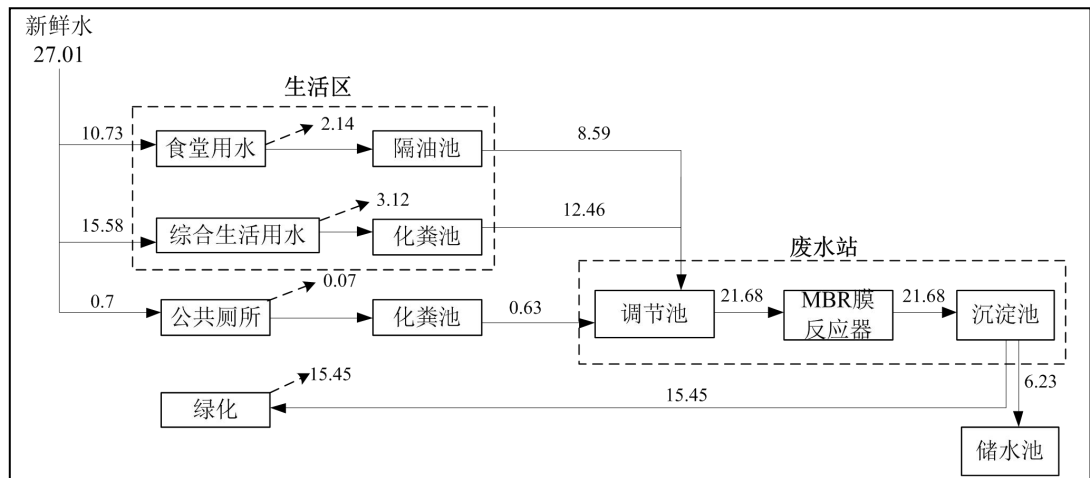 新鲜水
27.01
生活区
10.73
食堂用水
2.14
隔油池
8.59
15.58
综合生活用水
3.12
化粪池
12.46
废水站
0.7
公共厕所
0.07
化粪池
0.63
调节池
21.68
MBR膜
反应器
21.68
沉淀池
绿化
15.45
15.45
6.23
储水池